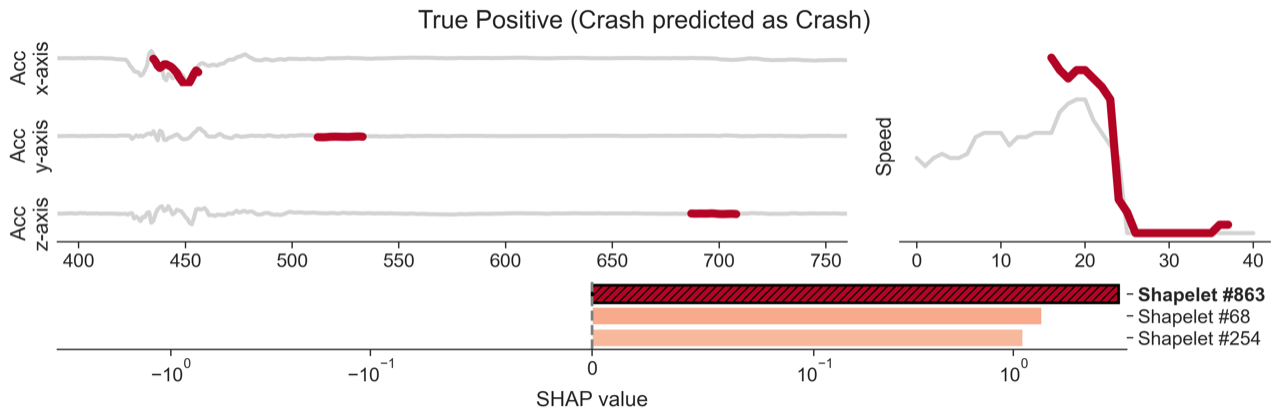 True Positive (Crash predicted as Crash)
Acc
x-axis
Acc
y-axis
Acc
z-axis
Speed
400 450 500 550 600 650 700 750
0 10 20 30 40
Shapelet #863
Shapelet #68
Shapelet #254
−10⁰ −10⁻¹ 0 10⁻¹ 10⁰
SHAP value